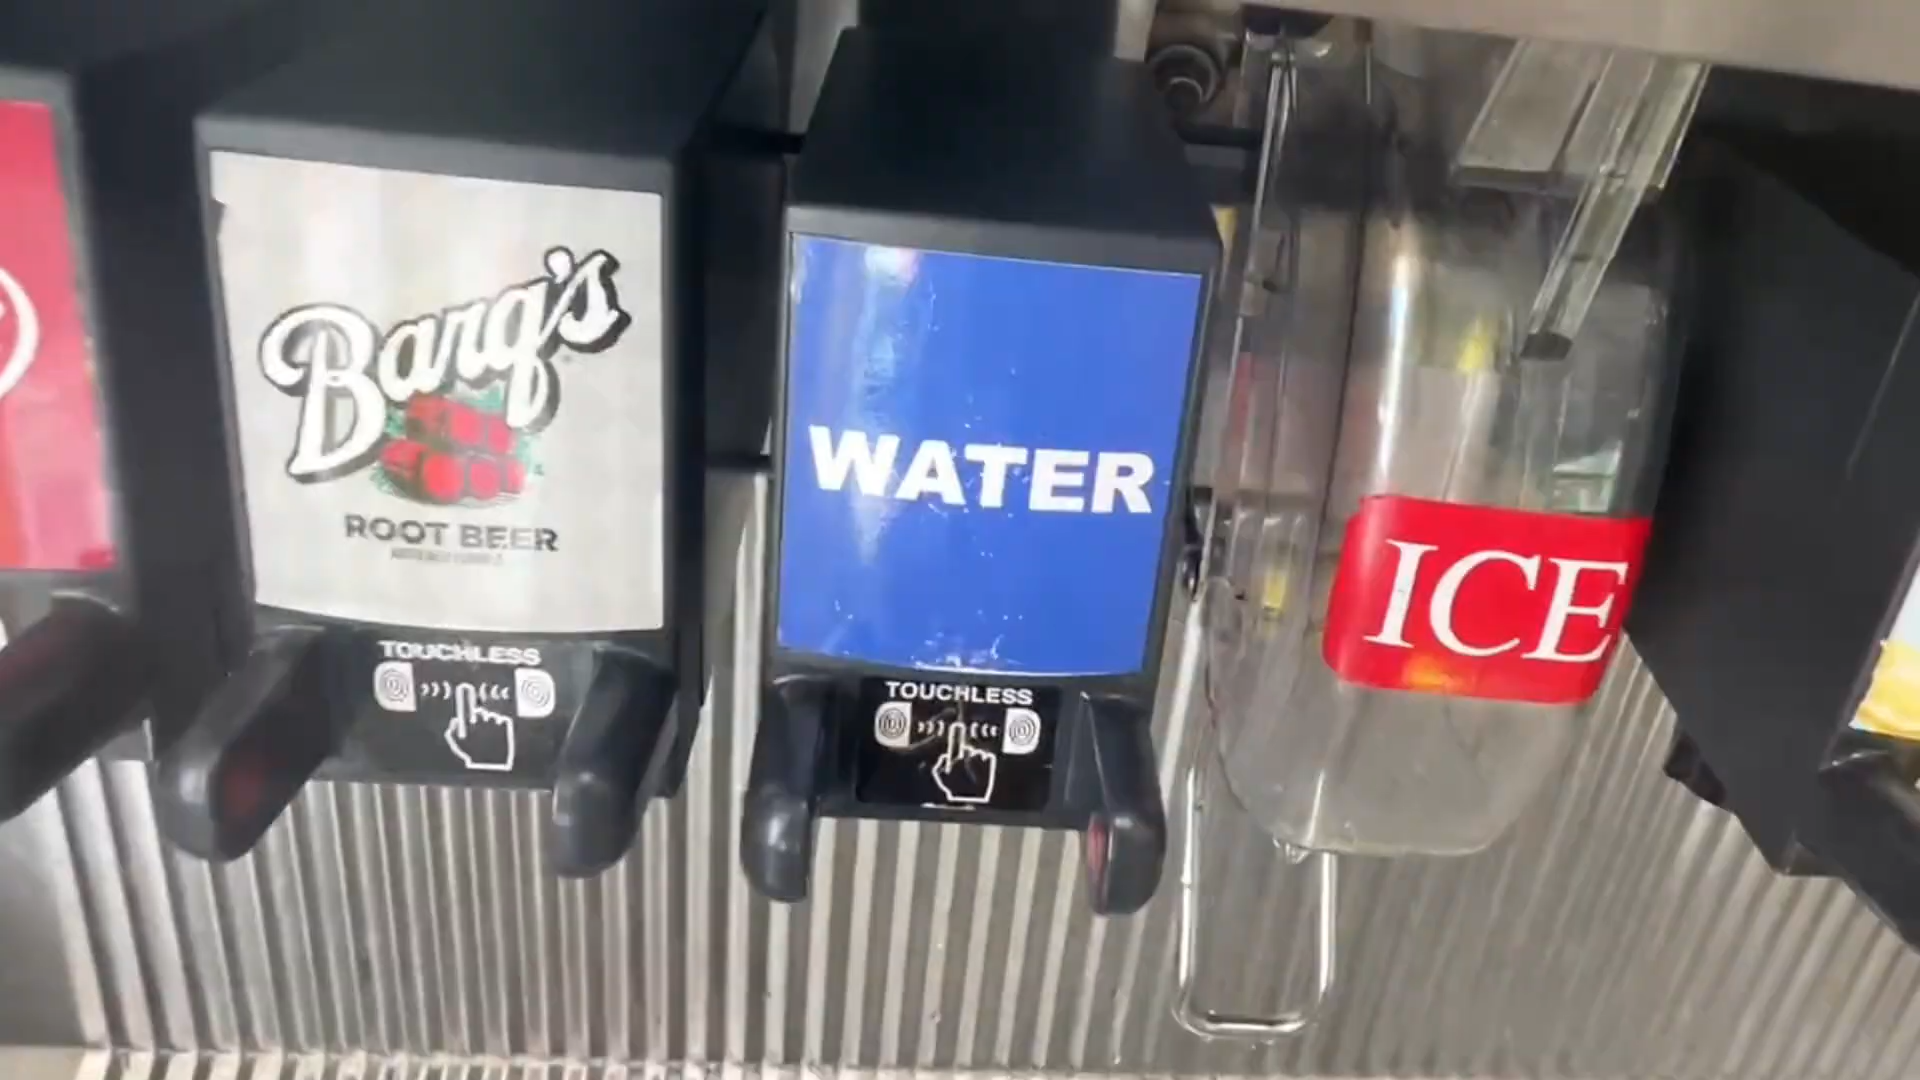 Barq's
ROOT BEER
TOUCHLESS
WATER
TOUCHLESS
ICE